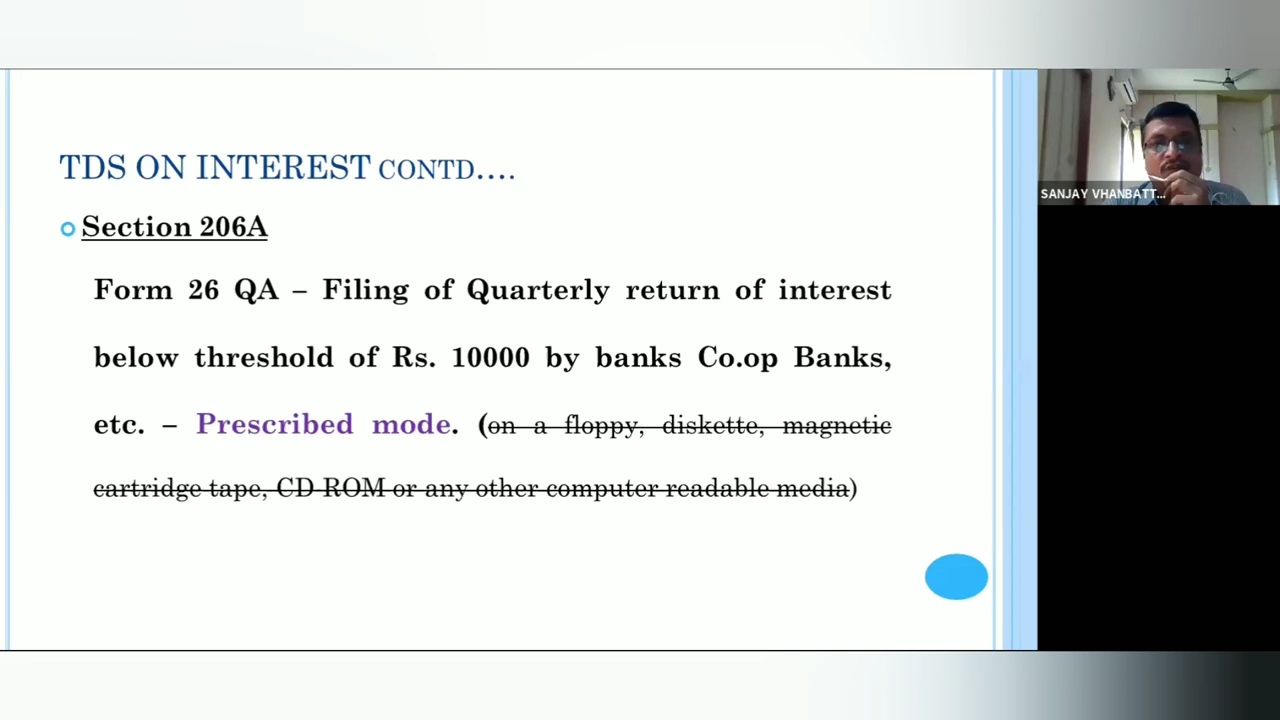 TDS ON INTEREST CONTD....
Section 206A
Form 26 QA – Filing of Quarterly return of interest
below threshold of Rs. 10000 by banks Co.op Banks,
etc. – Prescribed mode. (on a floppy, diskette, magnetic
cartridge tape, CD-ROM or any other computer readable media)
SANJAY VHANBATT...